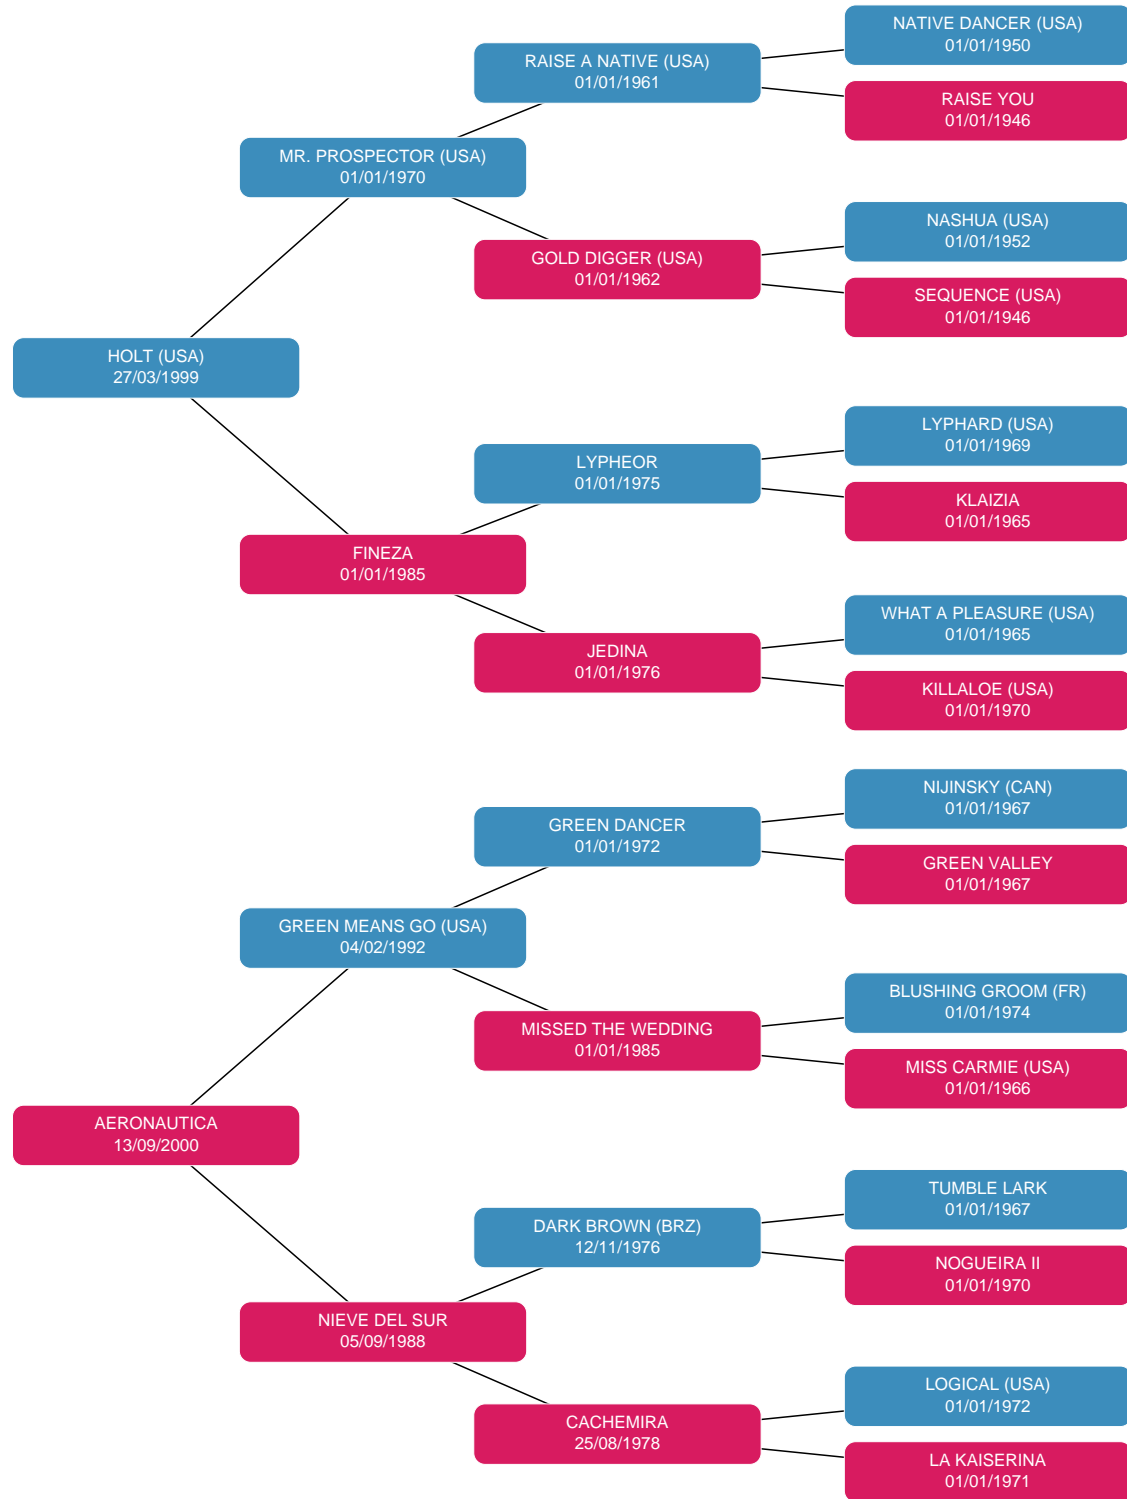 NATIVE DANCER (USA)
01/01/1950
RAISE A NATIVE (USA)
01/01/1961
RAISE YOU
01/01/1946
MR. PROSPECTOR (USA)
01/01/1970
NASHUA (USA)
01/01/1952
GOLD DIGGER (USA)
01/01/1962
SEQUENCE (USA)
01/01/1946
HOLT (USA)
27/03/1999
LYPHARD (USA)
01/01/1969
LYPHEOR
01/01/1975
KLAIZIA
01/01/1965
FINEZA
01/01/1985
WHAT A PLEASURE (USA)
01/01/1965
JEDINA
01/01/1976
KILLALOE (USA)
01/01/1970
NIJINSKY (CAN)
01/01/1967
GREEN DANCER
01/01/1972
GREEN VALLEY
01/01/1967
GREEN MEANS GO (USA)
04/02/1992
BLUSHING GROOM (FR)
01/01/1974
MISSED THE WEDDING
01/01/1985
MISS CARMIE (USA)
01/01/1966
AERONAUTICA
13/09/2000
TUMBLE LARK
01/01/1967
DARK BROWN (BRZ)
12/11/1976
NOGUEIRA II
01/01/1970
NIEVE DEL SUR
05/09/1988
LOGICAL (USA)
01/01/1972
CACHEMIRA
25/08/1978
LA KAISERINA
01/01/1971